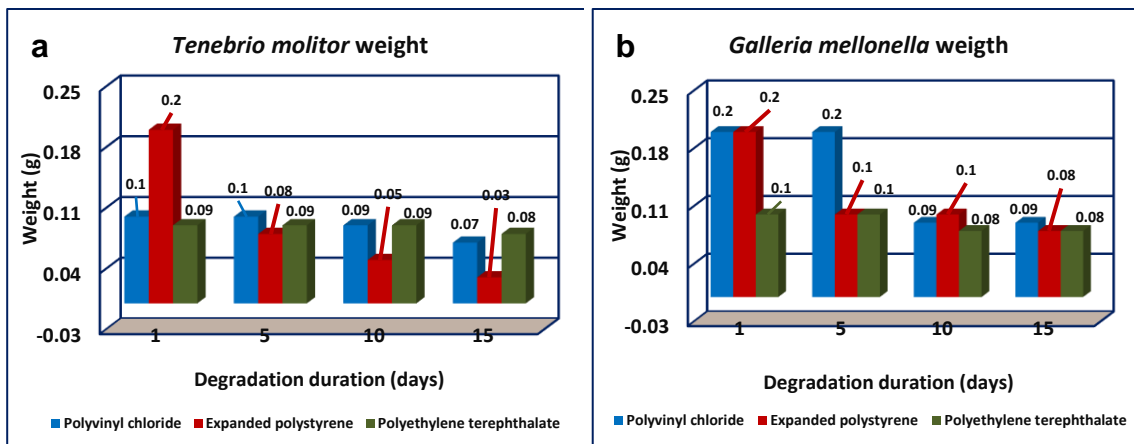 a
Tenebrio molitor weight
0.25
0.18
0.11
0.04
-0.03
Weight (g)
0.1 0.2 0.09
0.1 0.08 0.09
0.09 0.05 0.09
0.07 0.03 0.08
1 5 10 15
Degradation duration (days)
Polyvinyl chloride Expanded polystyrene Polyethylene terephthalate
b
Galleria mellonella weigth
0.25
0.18
0.11
0.04
-0.03
Weight (g)
0.2 0.2 0.1
0.2 0.1 0.1
0.09 0.1 0.08
0.09 0.08 0.08
1 5 10 15
Degradation duration (days)
Polyvinyl chloride Expanded polystyrene Polyethylene terephthalate